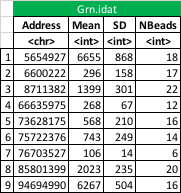 Grn.idat
Address Mean SD NBeads
<chr> <int> <int> <int>
1 5654927 6655 868 18
2 6600222 296 158 17
3 8711382 1399 301 22
4 66635975 268 67 12
5 73628175 568 210 16
6 75722376 743 249 14
7 76703527 106 14 6
8 85801399 2023 235 20
9 94694990 6267 504 16